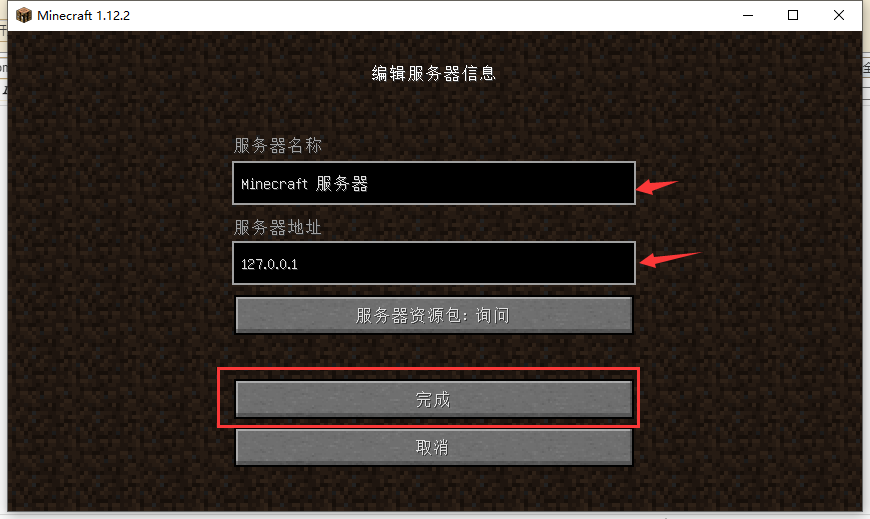 Minecraft 1.12.2
编辑服务器信息
服务器名称
Minecraft 服务器
服务器地址
127.0.0.1
服务器资源包: 询问
完成
取消